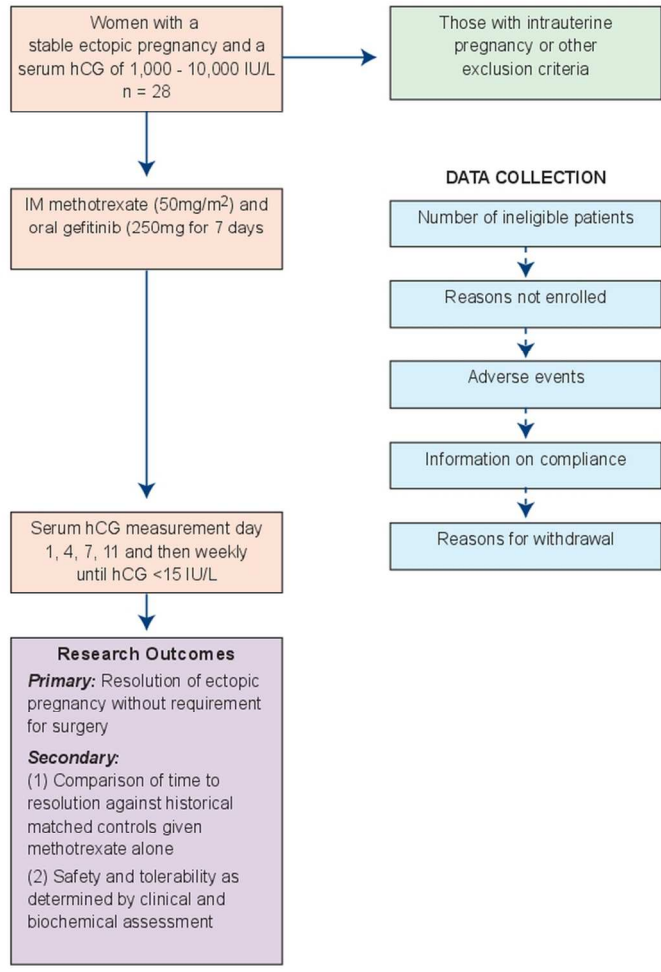 Women with a
stable ectopic pregnancy and a
serum hCG of 1,000 - 10,000 IU/L
n = 28
Those with intrauterine
pregnancy or other
exclusion criteria
IM methotrexate (50mg/m²) and
oral gefitinib (250mg for 7 days
Serum hCG measurement day
1, 4, 7, 11 and then weekly
until hCG <15 IU/L
Research Outcomes
Primary: Resolution of ectopic
pregnancy without requirement
for surgery
Secondary:
(1) Comparison of time to
resolution against historical
matched controls given
methotrexate alone
(2) Safety and tolerability as
determined by clinical and
biochemical assessment
DATA COLLECTION
Number of ineligible patients
Reasons not enrolled
Adverse events
Information on compliance
Reasons for withdrawal